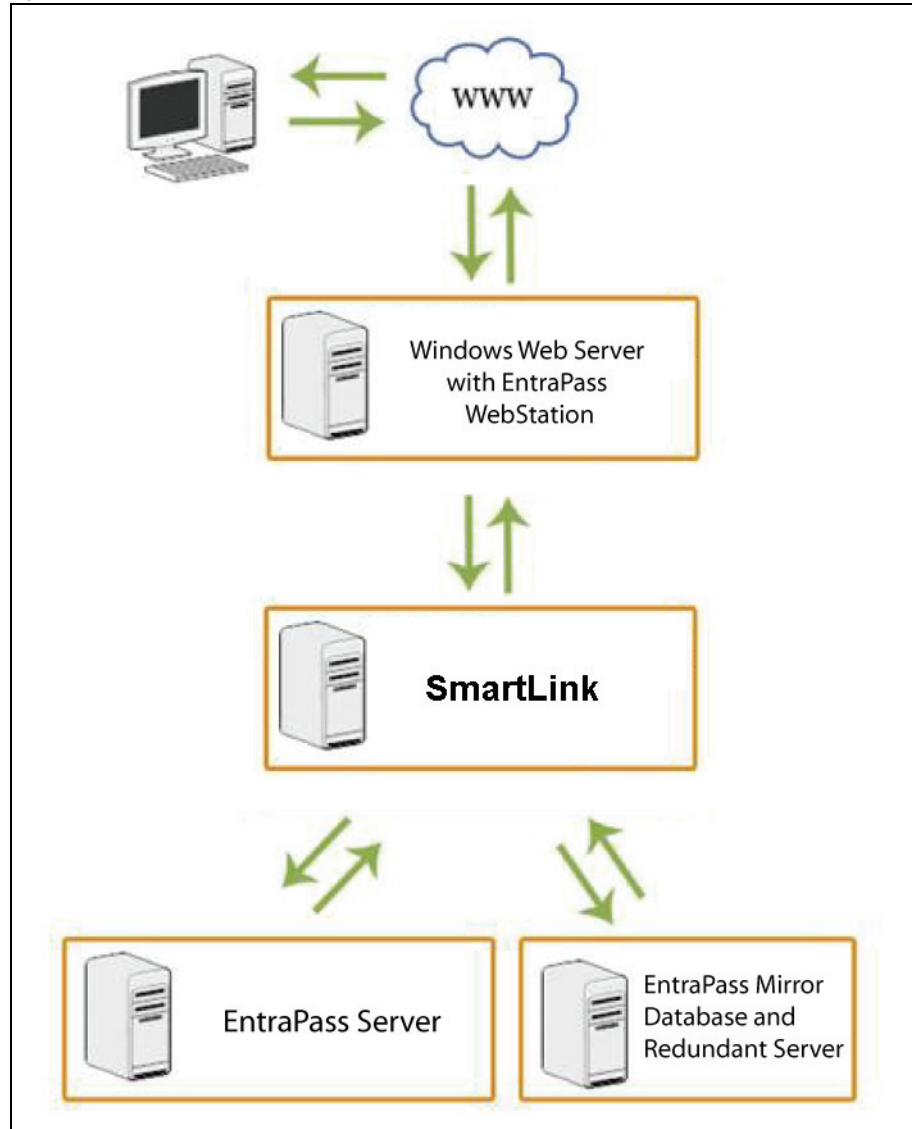 www
Windows Web Server
with EntraPass
WebStation
SmartLink
EntraPass Server
EntraPass Mirror
Database and
Redundant Server